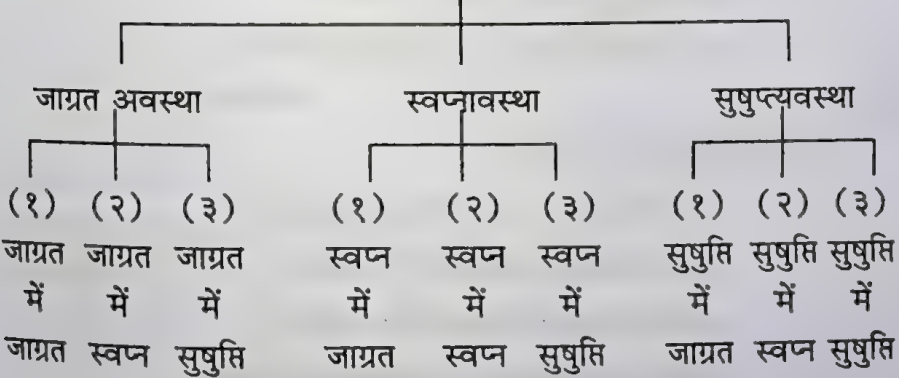 जाग्रत अवस्था स्वप्नावस्था सुषुप्त्यवस्था
(१) (२) (३) (१) (२) (३) (१) (२) (३)
जाग्रत जाग्रत जाग्रत स्वप्न स्वप्न स्वप्न सुषुप्ति सुषुप्ति सुषुप्ति
में में में में में में में में में
जाग्रत स्वप्न सुषुप्ति जाग्रत स्वप्न सुषुप्ति जाग्रत स्वप्न सुषुप्ति